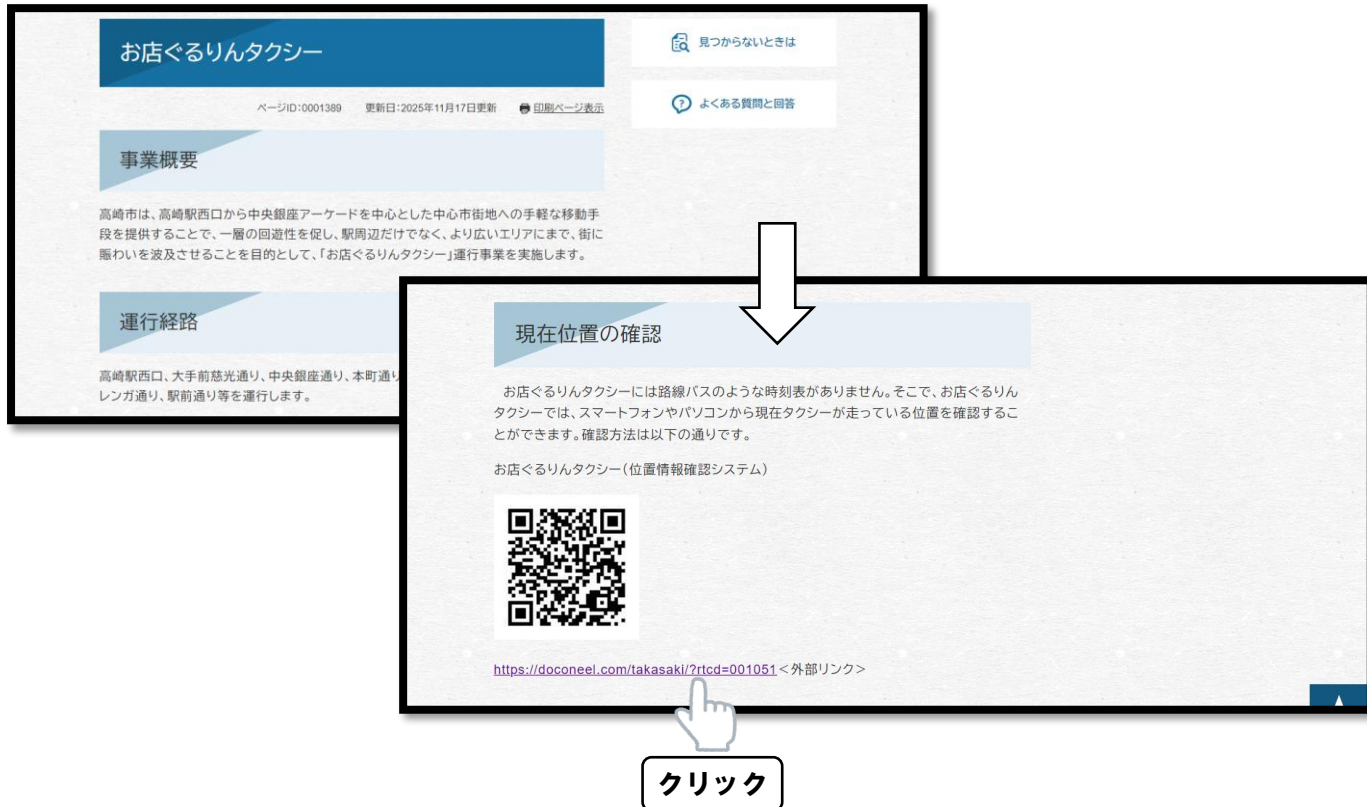 お店ぐるりんタクシー
見つからないときは
ページID:0001389 更新日:2025年11月17日更新 印刷ページ表示
よくある質問と回答
事業概要
高崎市は、高崎駅西口から中央銀座アーケードを中心とした中心市街地への手軽な移動手
段を提供することで、一層の回遊性を促し、駅周辺だけでなく、より広いエリアにまで、街に
賑わいを波及させることを目的として、「お店ぐるりんタクシー」運行事業を実施します。
運行経路
高崎駅西口、大手前慈光通り、中央銀座通り、本町通り
レンガ通り、駅前通り等を運行します。
現在位置の確認
お店ぐるりんタクシーには路線バスのような時刻表がありません。そこで、お店ぐるりん
タクシーでは、スマートフォンやパソコンから現在タクシーが走っている位置を確認するこ
とができます。確認方法は以下の通りです。
お店ぐるりんタクシー(位置情報確認システム)
https://doconeel.com/takasaki/?rtcd=001051<外部リンク>
クリック